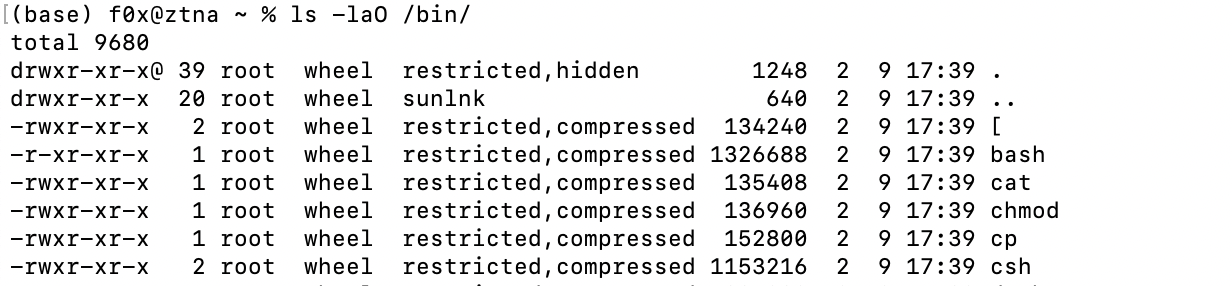 [(base) f0x@ztna ~ % ls -laO /bin/
total 9680
drwxr-xr-x@ 39 root  wheel  restricted,hidden        1248  2  9 17:39 .
drwxr-xr-x  20 root  wheel  sunlnk                    640  2  9 17:39 ..
-rwxr-xr-x   2 root  wheel  restricted,compressed  134240  2  9 17:39 [
-r-xr-xr-x   1 root  wheel  restricted,compressed 1326688  2  9 17:39 bash
-rwxr-xr-x   1 root  wheel  restricted,compressed  135408  2  9 17:39 cat
-rwxr-xr-x   1 root  wheel  restricted,compressed  136960  2  9 17:39 chmod
-rwxr-xr-x   1 root  wheel  restricted,compressed  152800  2  9 17:39 cp
-rwxr-xr-x   2 root  wheel  restricted,compressed 1153216  2  9 17:39 csh